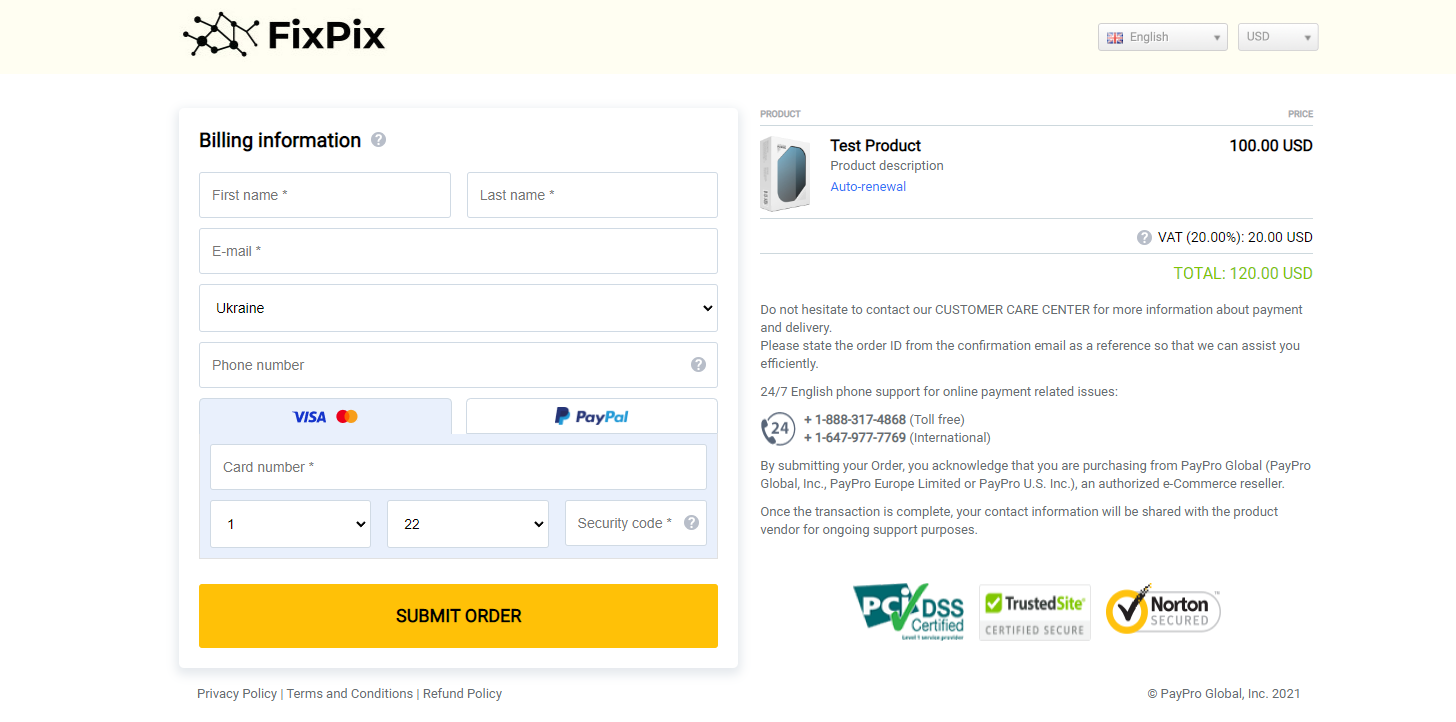 FixPix
English
USD
Billing information ?
First name *
Last name *
E-mail *
Ukraine
Phone number ?
VISA
PayPal
Card number *
1
22
Security code * ?
SUBMIT ORDER
PRODUCT PRICE
Test Product 100.00 USD
Product description
Auto-renewal
? VAT (20.00%): 20.00 USD
TOTAL: 120.00 USD
Do not hesitate to contact our CUSTOMER CARE CENTER for more information about payment
and delivery.
Please state the order ID from the confirmation email as a reference so that we can assist you
efficiently.
24/7 English phone support for online payment related issues:
24
+ 1-888-317-4868 (Toll free)
+ 1-647-977-7769 (International)
By submitting your Order, you acknowledge that you are purchasing from PayPro Global (PayPro
Global, Inc., PayPro Europe Limited or PayPro U.S. Inc.), an authorized e-Commerce reseller.
Once the transaction is complete, your contact information will be shared with the product
vendor for ongoing support purposes.
PCI DSS
Certified
Level 1 service provider
TrustedSite
CERTIFIED SECURE
Norton
SECURED
Privacy Policy | Terms and Conditions | Refund Policy
© PayPro Global, Inc. 2021